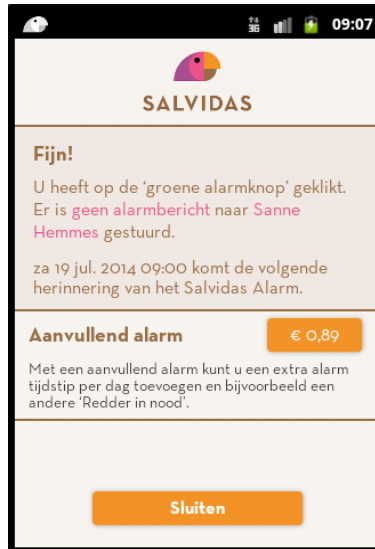 3G 09:07
SALVIDAS
Fijn!
U heeft op de ‘groene alarmknop’ geklikt.
Er is geen alarmbericht naar Sanne
Hemmes gestuurd.
za 19 jul. 2014 09:00 komt de volgende
herinnering van het Salvidas Alarm.
Aanvullend alarm € 0,89
Met een aanvullend alarm kunt u een extra alarm
tijdstip per dag toevoegen en bijvoorbeeld een
andere ‘Redder in nood’.
Sluiten